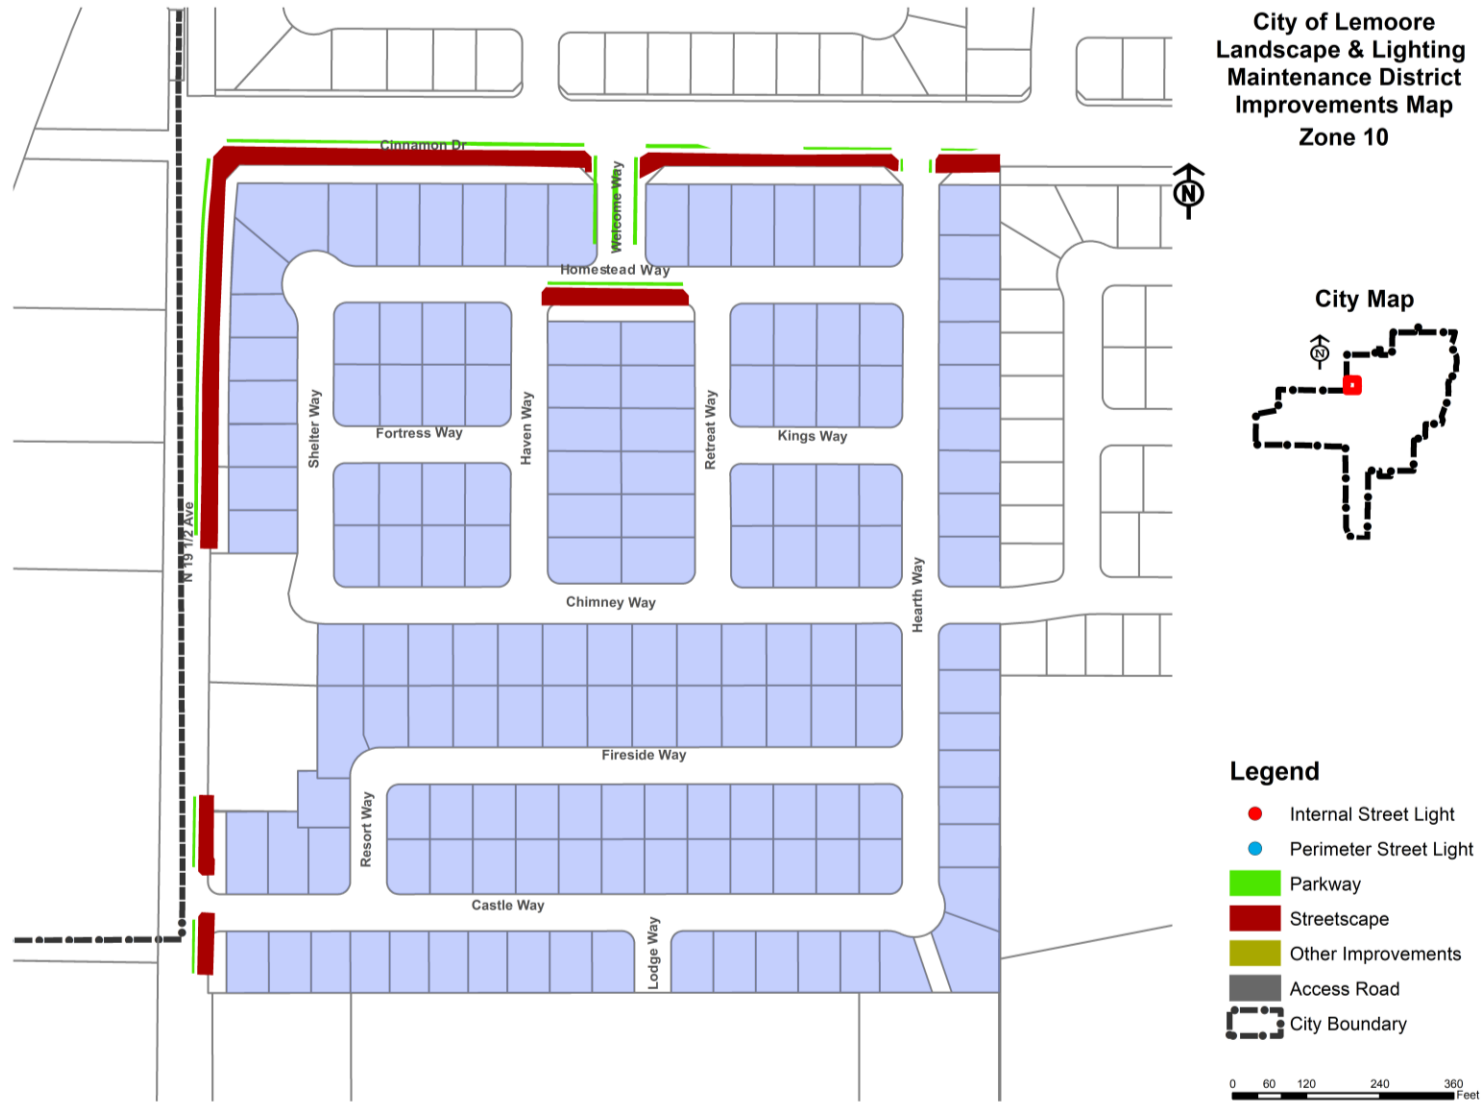 City of Lemoore
Landscape & Lighting
Maintenance District
Improvements Map
Zone 10
Cinnamon Dr
Welcome Way
Homestead Way
N
City Map
N
Shelter Way
Fortress Way
Haven Way
Retreat Way
Kings Way
N 19 1/2 Ave
Chimney Way
Hearth Way
Fireside Way
Resort Way
Castle Way
Lodge Way
Legend
Internal Street Light
Perimeter Street Light
Parkway
Streetscape
Other Improvements
Access Road
City Boundary
0 60 120 240 360
Feet